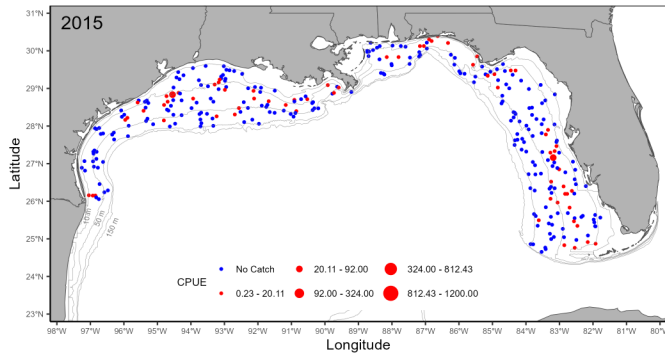 2015
31°N
30°N
29°N
28°N
27°N
26°N
25°N
24°N
23°N
Latitude
10 m
50 m
150 m
No Catch
20.11 - 92.00
324.00 - 812.43
CPUE
0.23 - 20.11
92.00 - 324.00
812.43 - 1200.00
98°W 97°W 96°W 95°W 94°W 93°W 92°W 91°W 90°W 89°W 88°W 87°W 86°W 85°W 84°W 83°W 82°W 81°W 80°W
Longitude